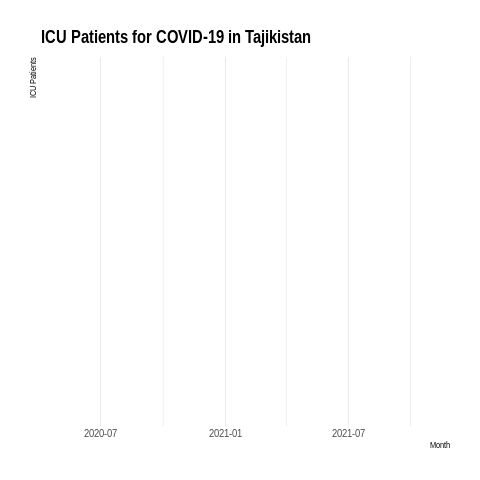 ICU Patients for COVID-19 in Tajikistan
ICU Patients
2020-07
2021-01
2021-07
Month